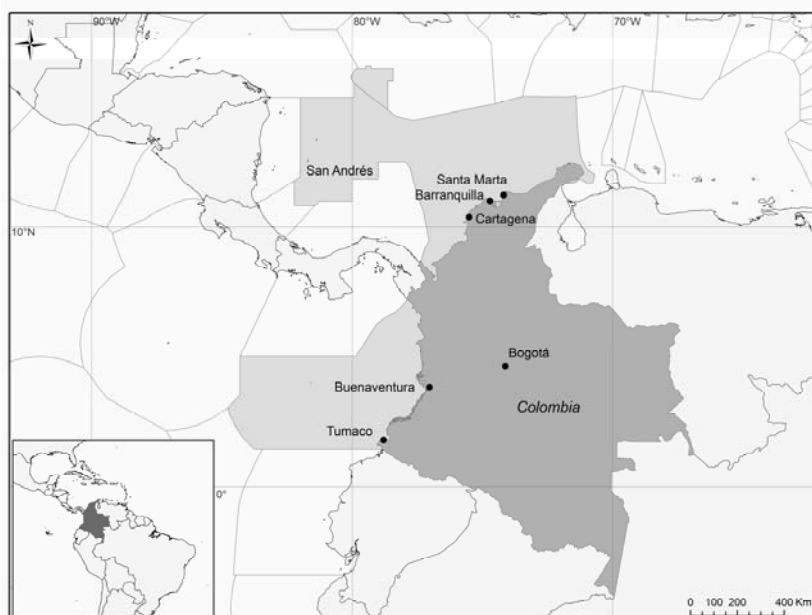 N
90°W
80°W
70°W
San Andrés
Santa Marta
Barranquilla
Cartagena
10°N
Bogotá
Buenaventura
Colombia
Tumaco
0°
0 100 200 400 Km